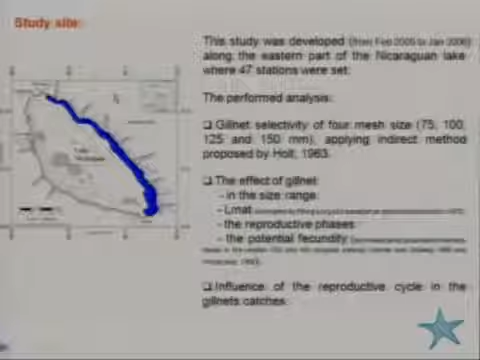 Study site:
This study was developed (from Feb 2005 to Jan 2006)
along the eastern part of the Nicaraguan lake
where 47 stations were set.
The performed analysis:
❑ Gillnet selectivity of four mesh size (75, 100,
125 and 150 mm), applying indirect method
proposed by Holt, 1963.
❑ The effect of gillnet:
- in the size range
- Lmat
- the reproductive phases
- the potential fecundity
❑ Influence of the reproductive cycle in the
gillnets catches